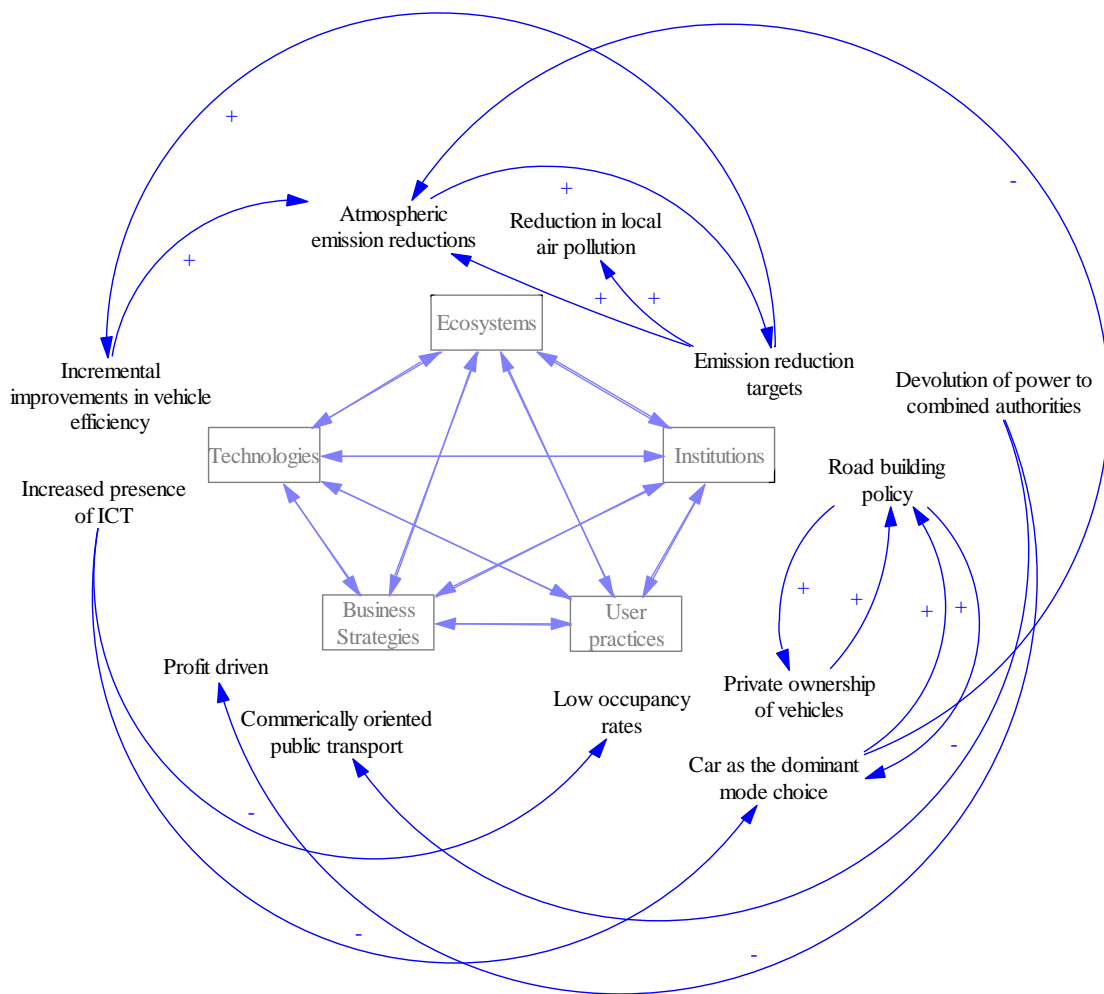 +
-
+
Atmospheric
emission reductions
Reduction in local
air pollution
+
+
+
Ecosystems
Emission reduction
targets
Incremental
improvements in vehicle
efficiency
Devolution of power to
combined authorities
Technologies
Institutions
Increased presence
of ICT
Road building
policy
Business
Strategies
User
practices
+
+
+
+
Profit driven
Commerically oriented
public transport
Low occupancy
rates
Private ownership
of vehicles
Car as the dominant
mode choice
-
-
-
-